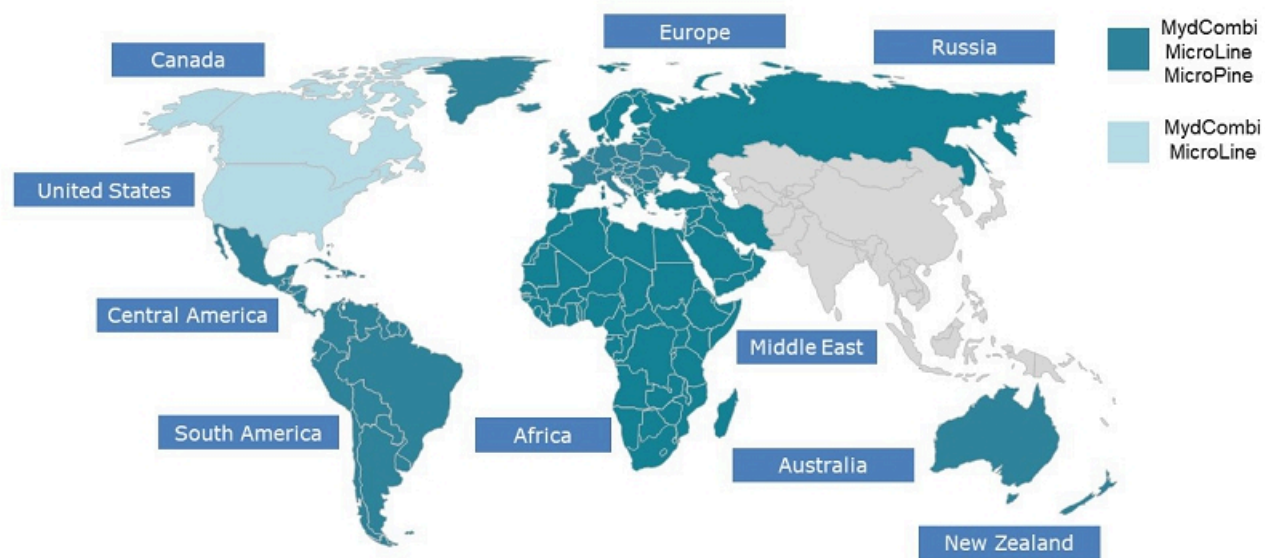 Europe
Russia
Canada
MydCombi
MicroLine
MicroPine
MydCombi
MicroLine
United States
Central America
Middle East
South America
Africa
Australia
New Zealand